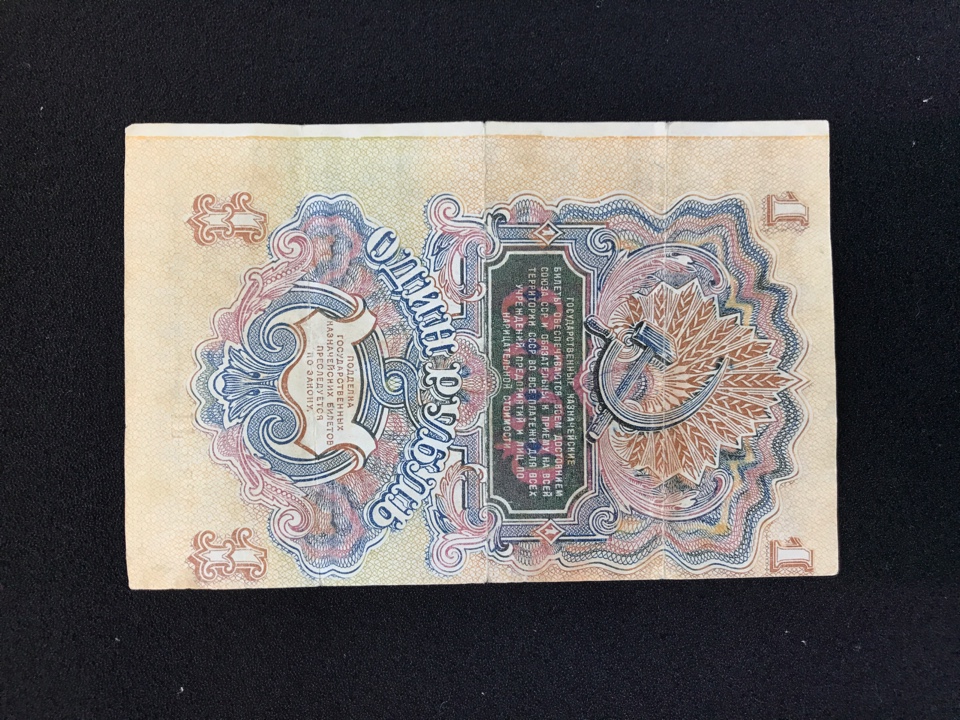 1 1
ГОСУДАРСТВЕННЫЕ КАЗНАЧЕЙСКИЕ
БИЛЕТЫ ОБЕСПЕЧИВАЮТСЯ ВСЕМ ДОСТОЯНИЕМ
СОЮЗА ССР И ОБЯЗАТЕЛЬНЫ К ПРИЕМУ НА ВСЕЙ
ТЕРРИТОРИИ СССР ВО ВСЕ ПЛАТЕЖИ ДЛЯ ВСЕХ
УЧРЕЖДЕНИЙ, ПРЕДПРИЯТИЙ И ЛИЦ ПО
НАРИЦАТЕЛЬНОЙ СТОИМОСТИ
ОДИН РУБЛЬ
ПОДДЕЛКА
ГОСУДАРСТВЕННЫХ
КАЗНАЧЕЙСКИХ БИЛЕТОВ
ПРЕСЛЕДУЕТСЯ
ПО ЗАКОНУ.
1 1